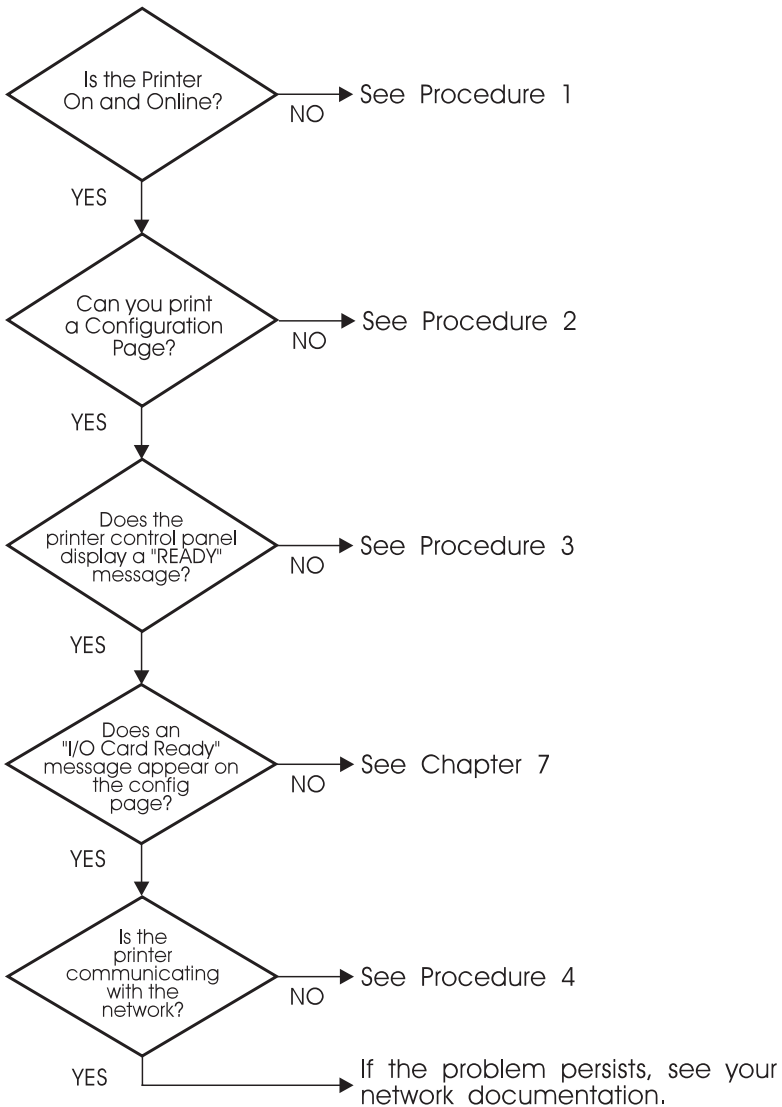 Is the Printer
On and Online?
NO
See Procedure 1
YES
Can you print
a Configuration
Page?
NO
See Procedure 2
YES
Does the
printer control panel
display a "READY"
message?
NO
See Procedure 3
YES
Does an
"I/O Card Ready"
message appear on
the config
page?
NO
See Chapter 7
YES
Is the
printer
communicating
with the
network?
NO
See Procedure 4
YES
If the problem persists, see your
network documentation.